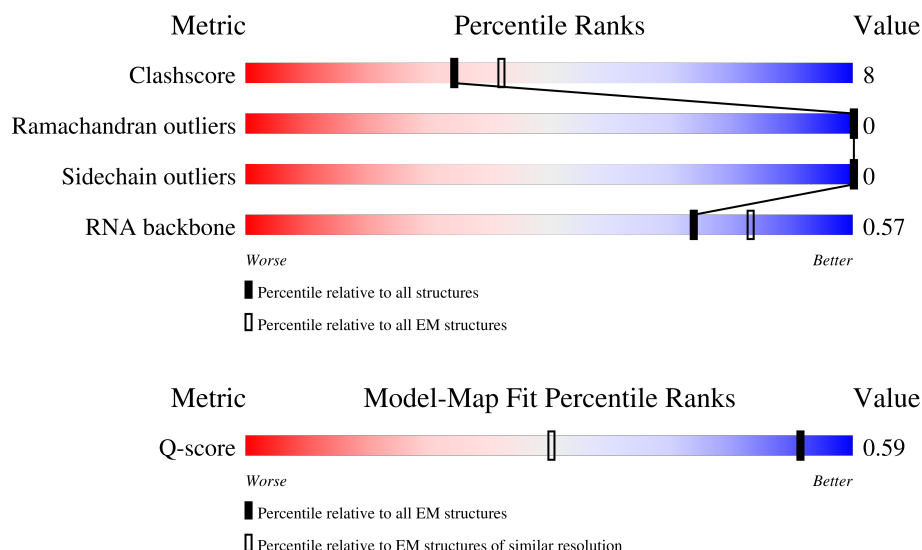 Metric Percentile Ranks Value
Clashscore 8
Ramachandran outliers 0
Sidechain outliers 0
RNA backbone 0.57
Worse Better
Percentile relative to all structures
Percentile relative to all EM structures
Metric Model-Map Fit Percentile Ranks Value
Q-score 0.59
Worse Better
Percentile relative to all EM structures
Percentile relative to EM structures of similar resolution